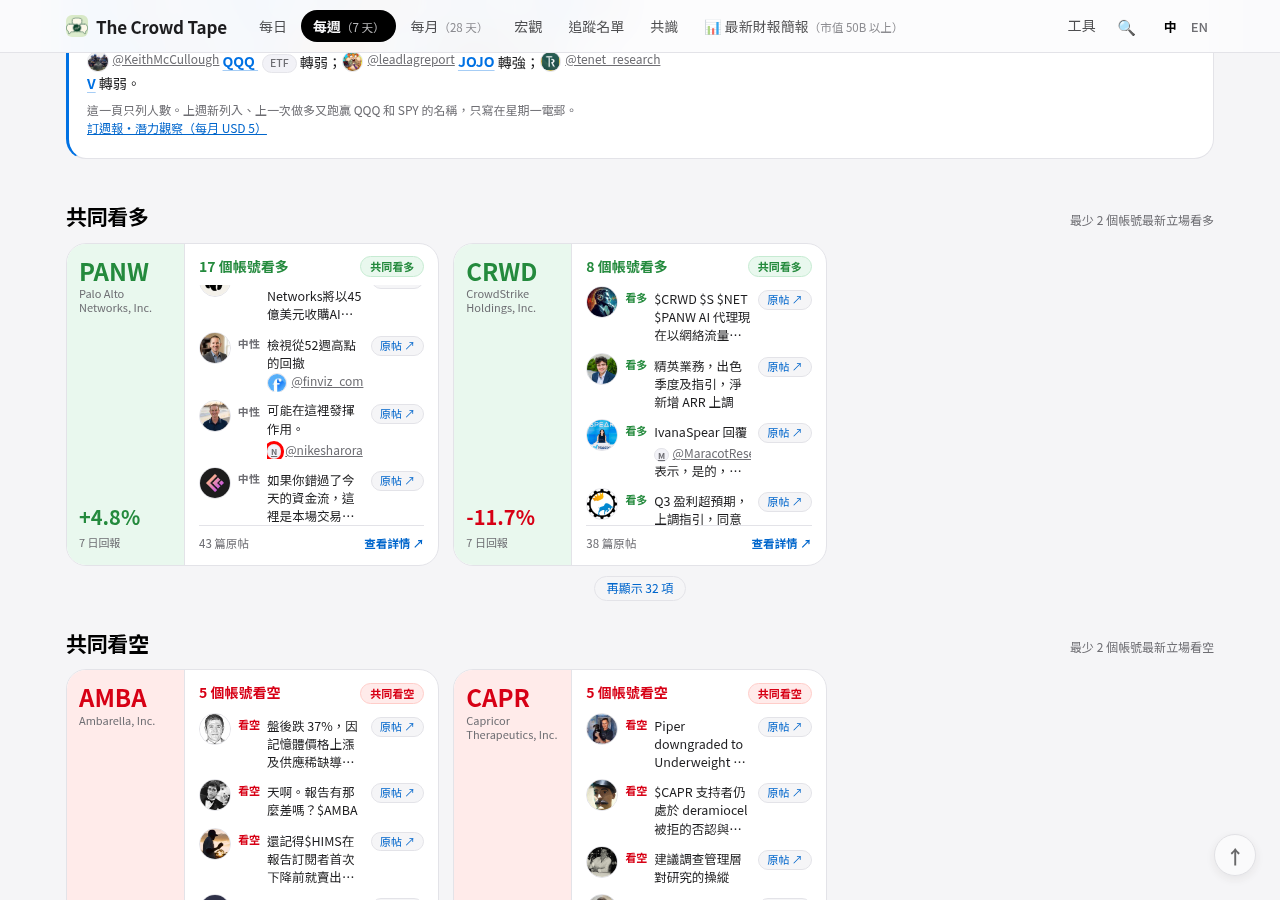 The Crowd Tape 每日 每週（7 天） 每月（28 天） 宏觀 追蹤名單 共識 📊 最新財報簡報（市值 50B 以上） 工具 🔍 中 EN
@KeithMcCullough QQQ ETF 轉弱； @leadlagreport JOJO 轉強； @tenet_research
V 轉弱。
這一頁只列人數。上週新列入、上一次做多又跑贏 QQQ 和 SPY 的名稱，只寫在星期一電郵。
訂週報・潛力觀察（每月 USD 5）
共同看多
最少 2 個帳號最新立場看多
PANW
Palo Alto
Networks, Inc.
+4.8%
7 日回報
17 個帳號看多 共同看多
Networks將以45
億美元收購AI…
中性 檢視從52週高點 原帖 ↗
的回撤
@finviz_com
中性 可能在這裡發揮 原帖 ↗
作用。
N @nikesharora
中性 如果你錯過了今 原帖 ↗
天的資金流，這
裡是本場交易…
43 篇原帖 查看詳情 ↗
CRWD
CrowdStrike
Holdings, Inc.
-11.7%
7 日回報
8 個帳號看多 共同看多
看多 $CRWD $S $NET 原帖 ↗
$PANW AI 代理現
在以網絡流量…
看多 精英業務，出色 原帖 ↗
季度及指引，淨
新增 ARR 上調
看多 IvanaSpear 回覆 原帖 ↗
M @MaracotRese
表示，是的，…
看多 Q3 盈利超預期， 原帖 ↗
上調指引，同意
38 篇原帖 查看詳情 ↗
再顯示 32 項
共同看空
最少 2 個帳號最新立場看空
AMBA
Ambarella, Inc.
5 個帳號看空 共同看空
看空 盤後跌 37%，因 原帖 ↗
記憶體價格上漲
及供應稀缺導…
看空 天啊。報告有那 原帖 ↗
麼差嗎？$AMBA
看空 還記得$HIMS在 原帖 ↗
報告訂閱者首次
下降前就賣出…
CAPR
Capricor
Therapeutics, Inc.
5 個帳號看空 共同看空
看空 Piper 原帖 ↗
downgraded to
Underweight …
看空 $CAPR 支持者仍 原帖 ↗
處於 deramiocel
被拒的否認與…
看空 建議調查管理層 原帖 ↗
對研究的操縱
↑